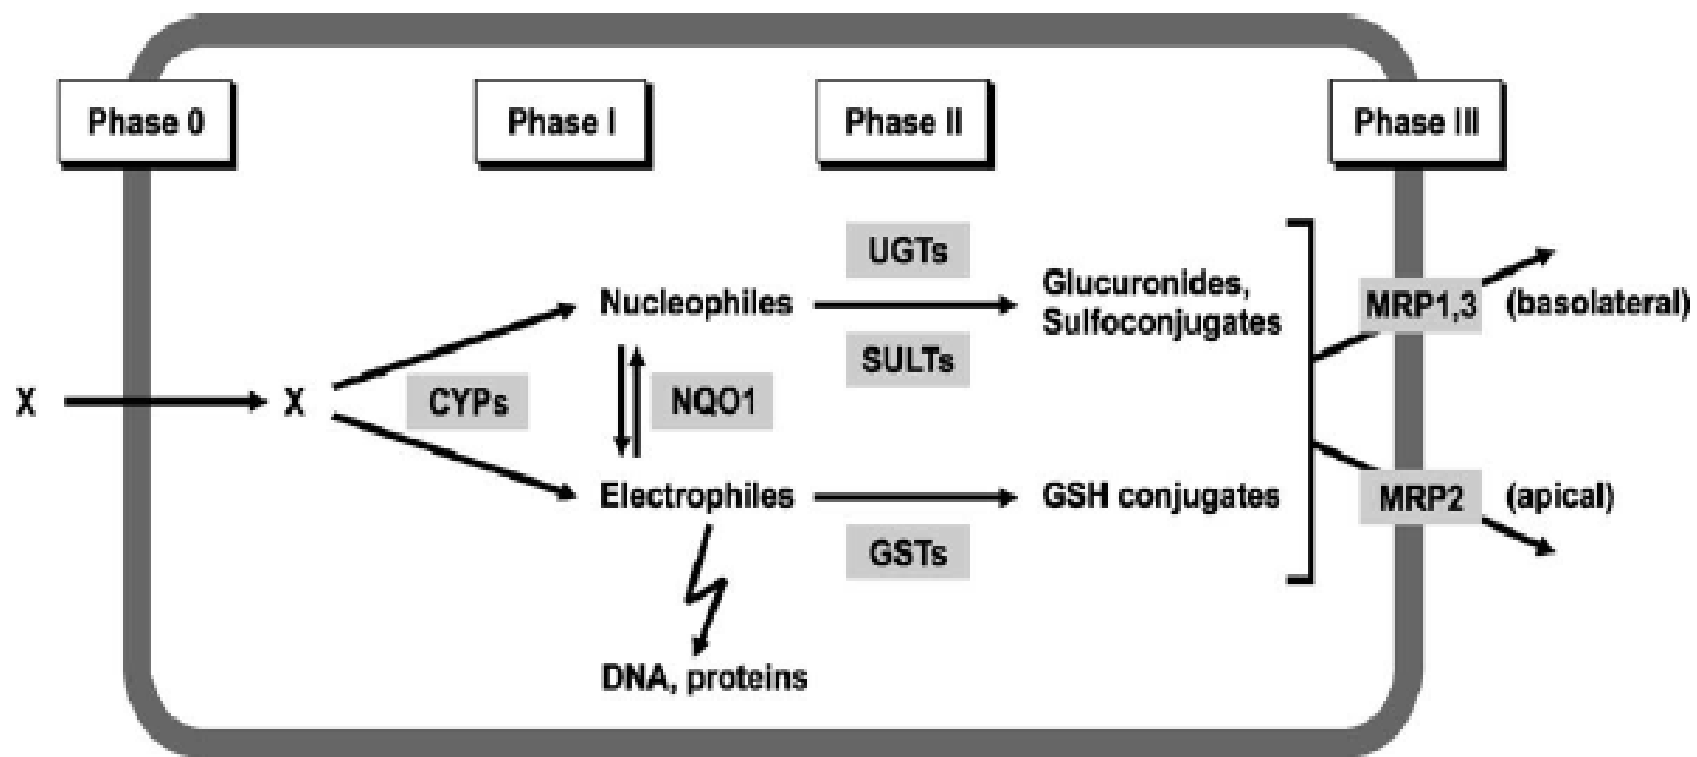 Phase 0
Phase I
Phase II
Phase III
UGTs
Nucleophiles
Glucuronides,
Sulfoconjugates
MRP1,3
(basolateral)
SULTs
X
X
CYPs
NQO1
Electrophiles
GSH conjugates
MRP2
(apical)
GSTs
DNA, proteins